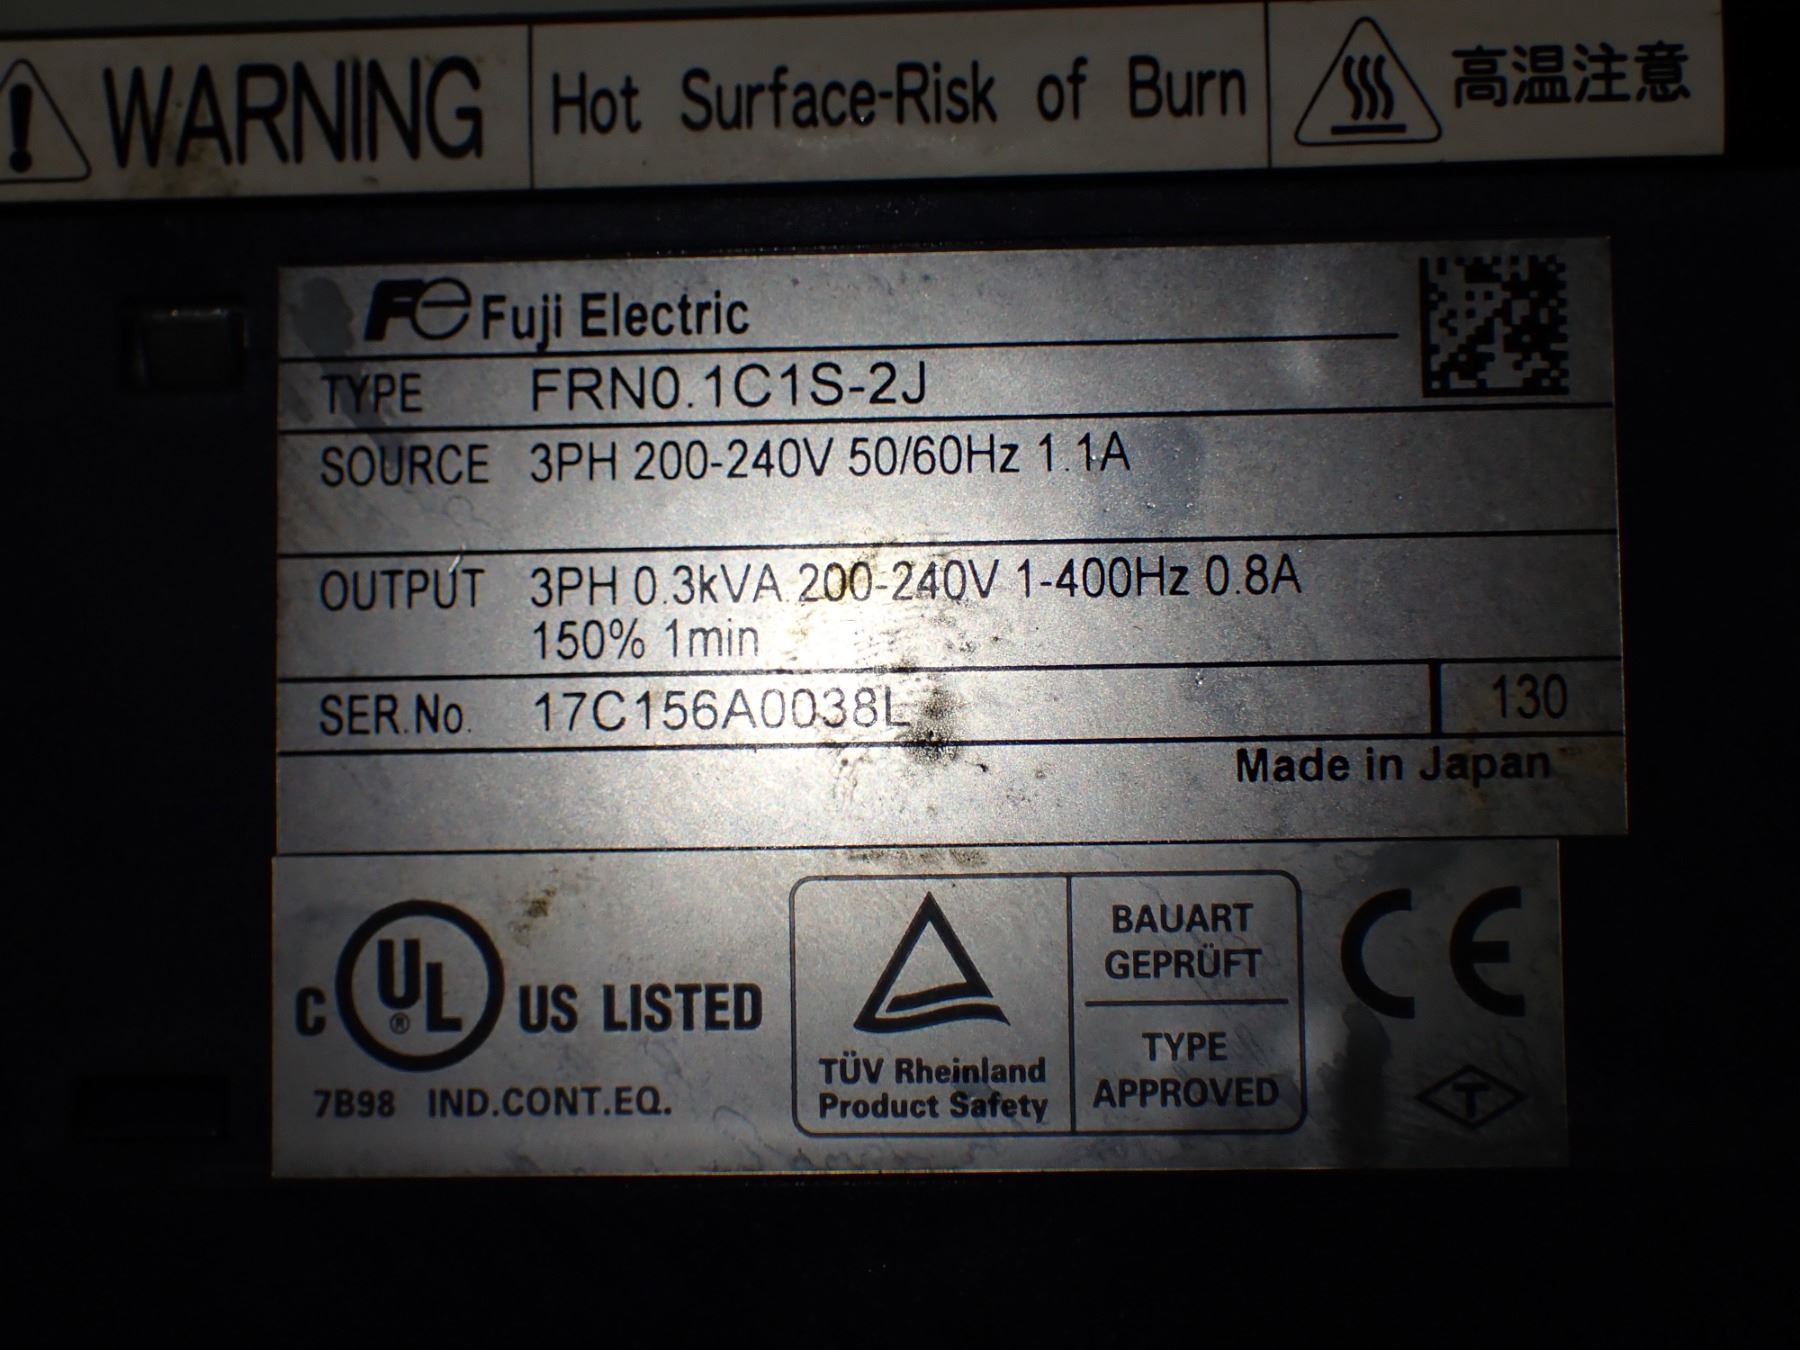 WARNING Hot Surface-Risk of Burn 高温注意
Fe Fuji Electric
TYPE FRN0.1C1S-2J
SOURCE 3PH 200-240V 50/60Hz 1.1A
OUTPUT 3PH 0.3kVA 200-240V 1-400Hz 0.8A
150% 1min
SER.No. 17C156A0038L 130
Made in Japan
C UL® US LISTED
7B98 IND.CONT.EQ.
TÜV Rheinland
Product Safety
BAUART
GEPRÜFT
TYPE
APPROVED
CE
T